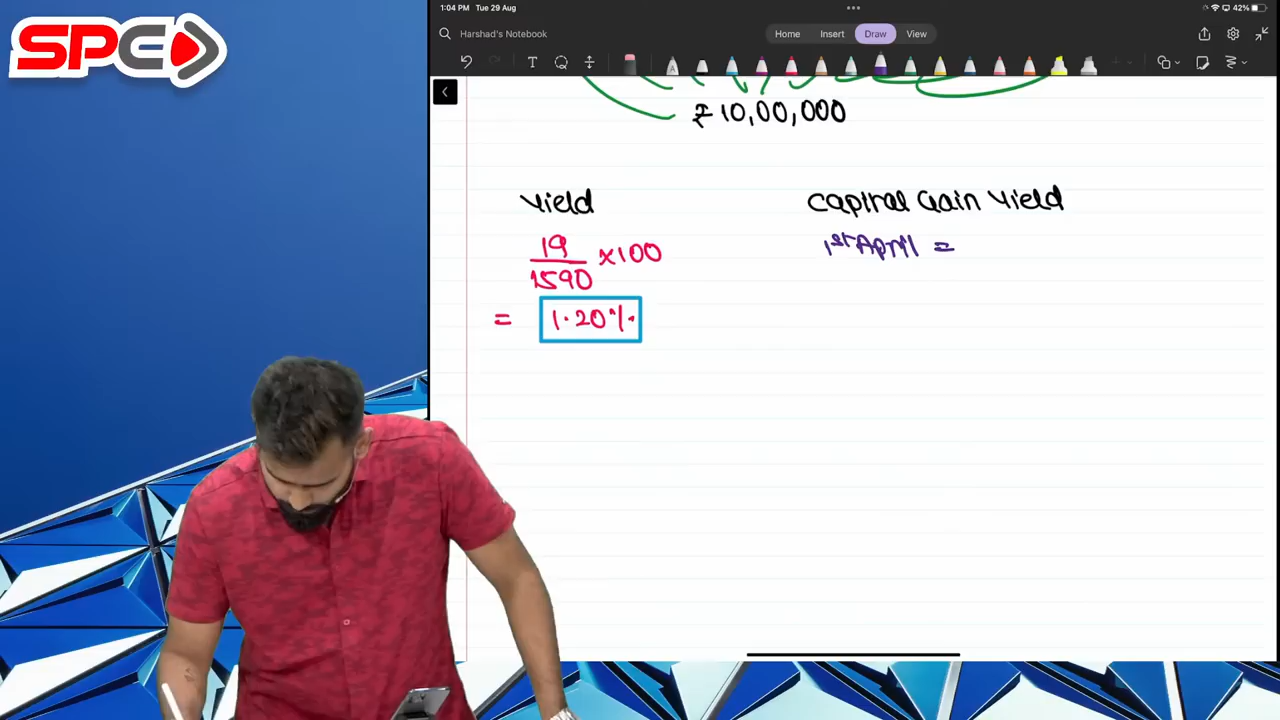 SPC
1:04 PM Tue 29 Aug
42%
Harshad's Notebook
Home Insert Draw View
₹10,00,000
Yield
19
1590
×100
= 1.20%
Capital Gain Yield
1st April =